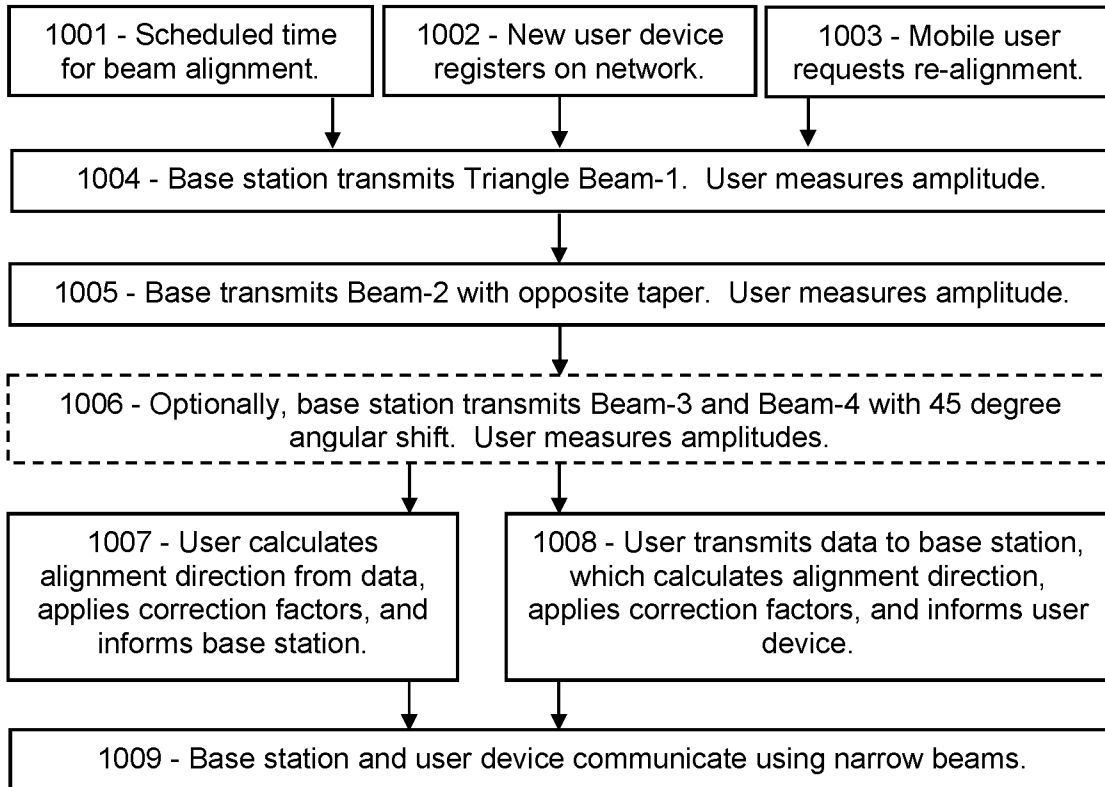 1001 - Scheduled time
for beam alignment.
1002 - New user device
registers on network.
1003 - Mobile user
requests re-alignment.
1004 - Base station transmits Triangle Beam-1. User measures amplitude.
1005 - Base transmits Beam-2 with opposite taper. User measures amplitude.
1006 - Optionally, base station transmits Beam-3 and Beam-4 with 45 degree
angular shift. User measures amplitudes.
1007 - User calculates
alignment direction from data,
applies correction factors, and
informs base station.
1008 - User transmits data to base station,
which calculates alignment direction,
applies correction factors, and informs user
device.
1009 - Base station and user device communicate using narrow beams.